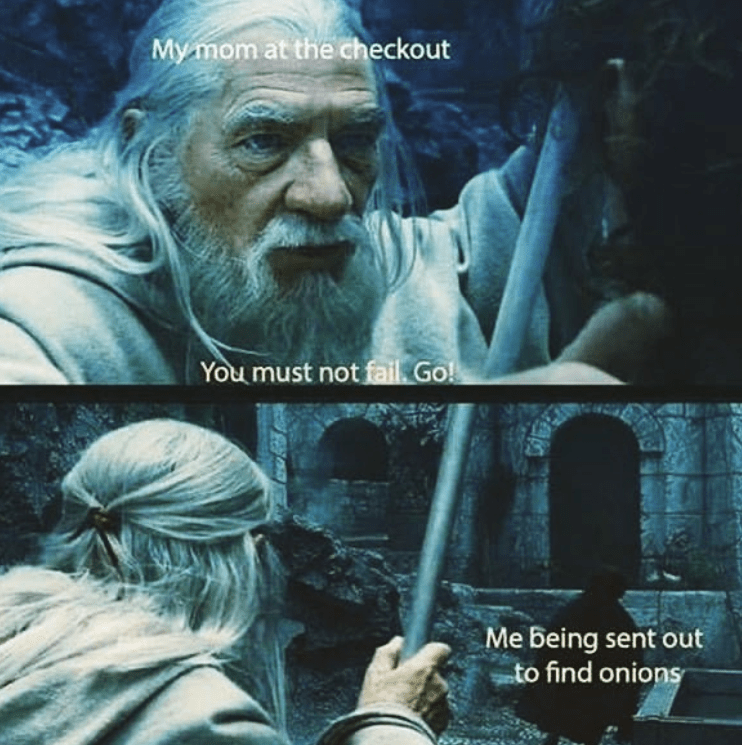 My mom at the checkout
You must not fail. Go!
Me being sent out
to find onions